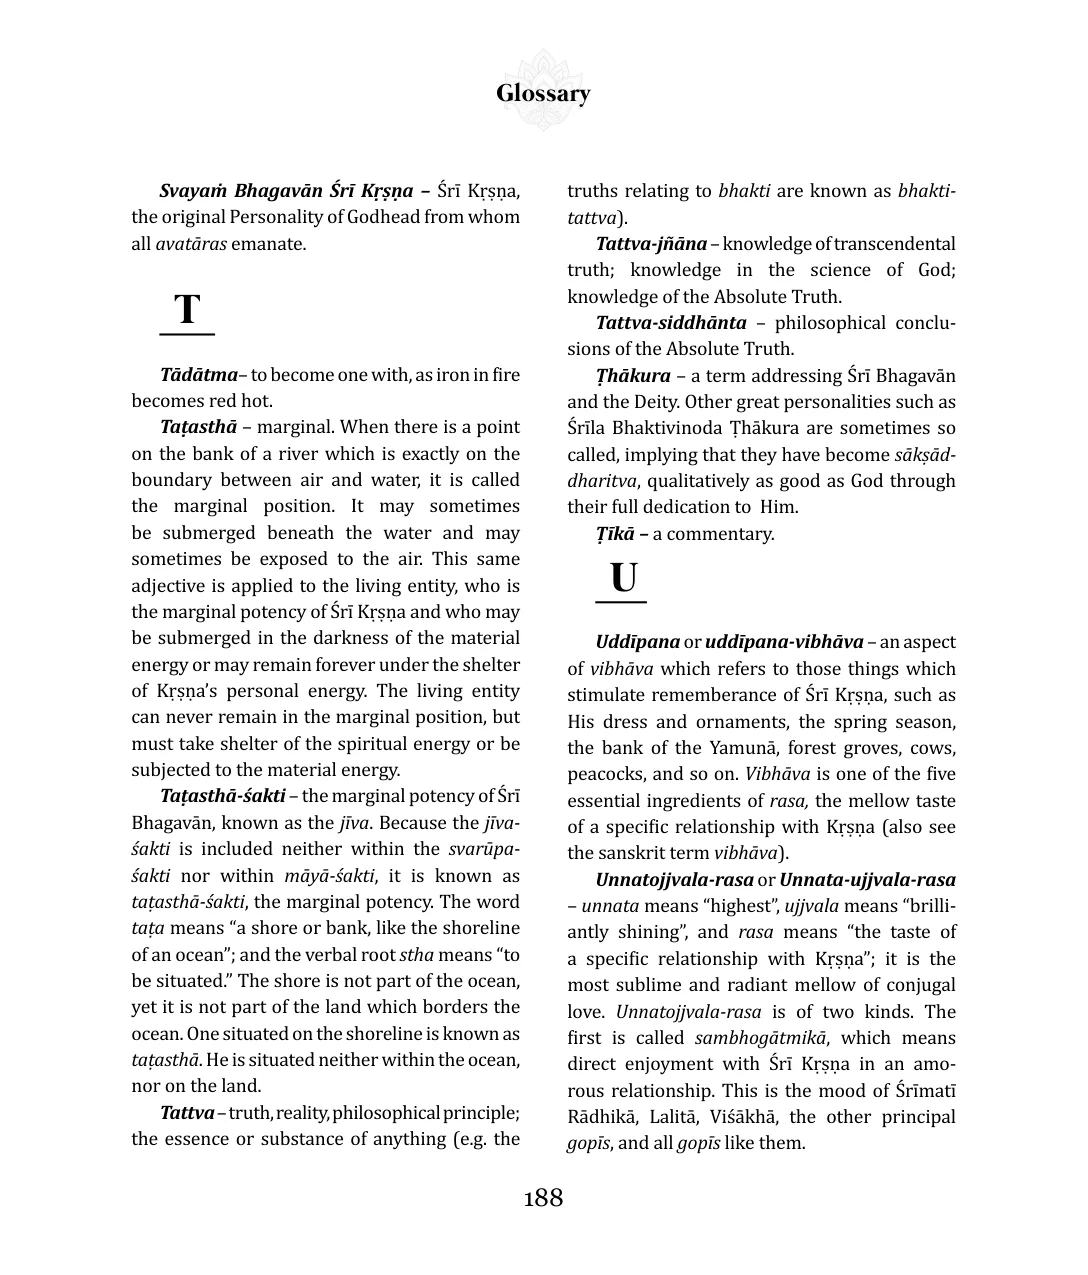 Glossary
Svayaṁ Bhagavān Śrī Kṛṣṇa – Śrī Kṛṣṇa,
the original Personality of Godhead from whom
all avatāras emanate.
T
Tādātma– to become one with, as iron in fire
becomes red hot.
Taṭasthā – marginal. When there is a point
on the bank of a river which is exactly on the
boundary between air and water, it is called
the marginal position. It may sometimes
be submerged beneath the water and may
sometimes be exposed to the air. This same
adjective is applied to the living entity, who is
the marginal potency of Śrī Kṛṣṇa and who may
be submerged in the darkness of the material
energy or may remain forever under the shelter
of Kṛṣṇa’s personal energy. The living entity
can never remain in the marginal position, but
must take shelter of the spiritual energy or be
subjected to the material energy.
Taṭasthā-śakti – the marginal potency of Śrī
Bhagavān, known as the jīva. Because the jīva-
śakti is included neither within the svarūpa-
śakti nor within māyā-śakti, it is known as
taṭasthā-śakti, the marginal potency. The word
taṭa means “a shore or bank, like the shoreline
of an ocean”; and the verbal root stha means “to
be situated.” The shore is not part of the ocean,
yet it is not part of the land which borders the
ocean. One situated on the shoreline is known as
taṭasthā. He is situated neither within the ocean,
nor on the land.
Tattva – truth, reality, philosophical principle;
the essence or substance of anything (e.g. the
truths relating to bhakti are known as bhakti-
tattva).
Tattva-jñāna – knowledge of transcendental
truth; knowledge in the science of God;
knowledge of the Absolute Truth.
Tattva-siddhānta – philosophical conclu-
sions of the Absolute Truth.
Ṭhākura – a term addressing Śrī Bhagavān
and the Deity. Other great personalities such as
Śrīla Bhaktivinoda Ṭhākura are sometimes so
called, implying that they have become sākṣād-
dharitva, qualitatively as good as God through
their full dedication to Him.
Ṭīkā – a commentary.
U
Uddīpana or uddīpana-vibhāva – an aspect
of vibhāva which refers to those things which
stimulate rememberance of Śrī Kṛṣṇa, such as
His dress and ornaments, the spring season,
the bank of the Yamunā, forest groves, cows,
peacocks, and so on. Vibhāva is one of the five
essential ingredients of rasa, the mellow taste
of a specific relationship with Kṛṣṇa (also see
the sanskrit term vibhāva).
Unnatojjvala-rasa or Unnata-ujjvala-rasa
– unnata means “highest”, ujjvala means “brilli-
antly shining”, and rasa means “the taste of
a specific relationship with Kṛṣṇa”; it is the
most sublime and radiant mellow of conjugal
love. Unnatojjvala-rasa is of two kinds. The
first is called sambhogātmikā, which means
direct enjoyment with Śrī Kṛṣṇa in an amo-
rous relationship. This is the mood of Śrīmatī
Rādhikā, Lalitā, Viśākhā, the other principal
gopīs, and all gopīs like them.
188